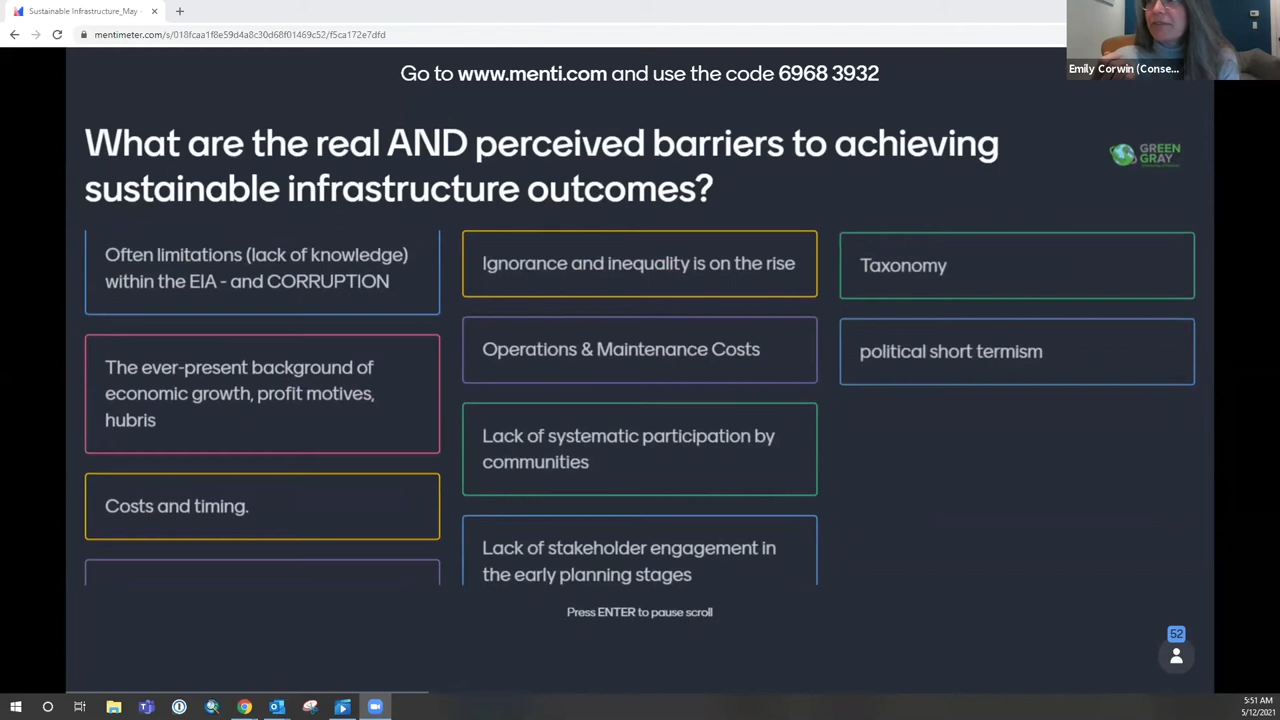 Sustainable Infrastructure_May -
mentimeter.com/s/018fcaa1f8e59d4a8c30d68f01469c52/f5ca172e7dfd
Emily Corwin (Conse...
Go to www.menti.com and use the code 6968 3932
What are the real AND perceived barriers to achieving
sustainable infrastructure outcomes?
GREEN
GRAY
Often limitations (lack of knowledge)
within the EIA - and CORRUPTION
The ever-present background of
economic growth, profit motives,
hubris
Costs and timing.
Ignorance and inequality is on the rise
Operations & Maintenance Costs
Lack of systematic participation by
communities
Lack of stakeholder engagement in
the early planning stages
Taxonomy
political short termism
Press ENTER to pause scroll
52
5:51 AM
5/12/2021